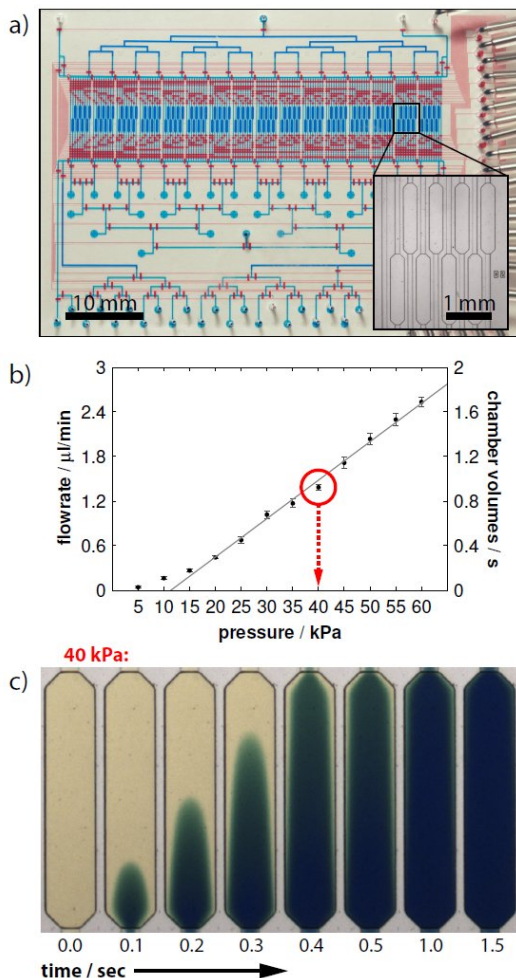 a)
10 mm
1 mm
b)
3
2.4
1.8
1.2
0.6
0
flowrate / μl/min
2
1.6
1.2
0.8
0.4
0
chamber volumes / s
5 10 15 20 25 30 35 40 45 50 55 60
pressure / kPa
40 kPa:
c)
0.0 0.1 0.2 0.3 0.4 0.5 1.0 1.5
time / sec